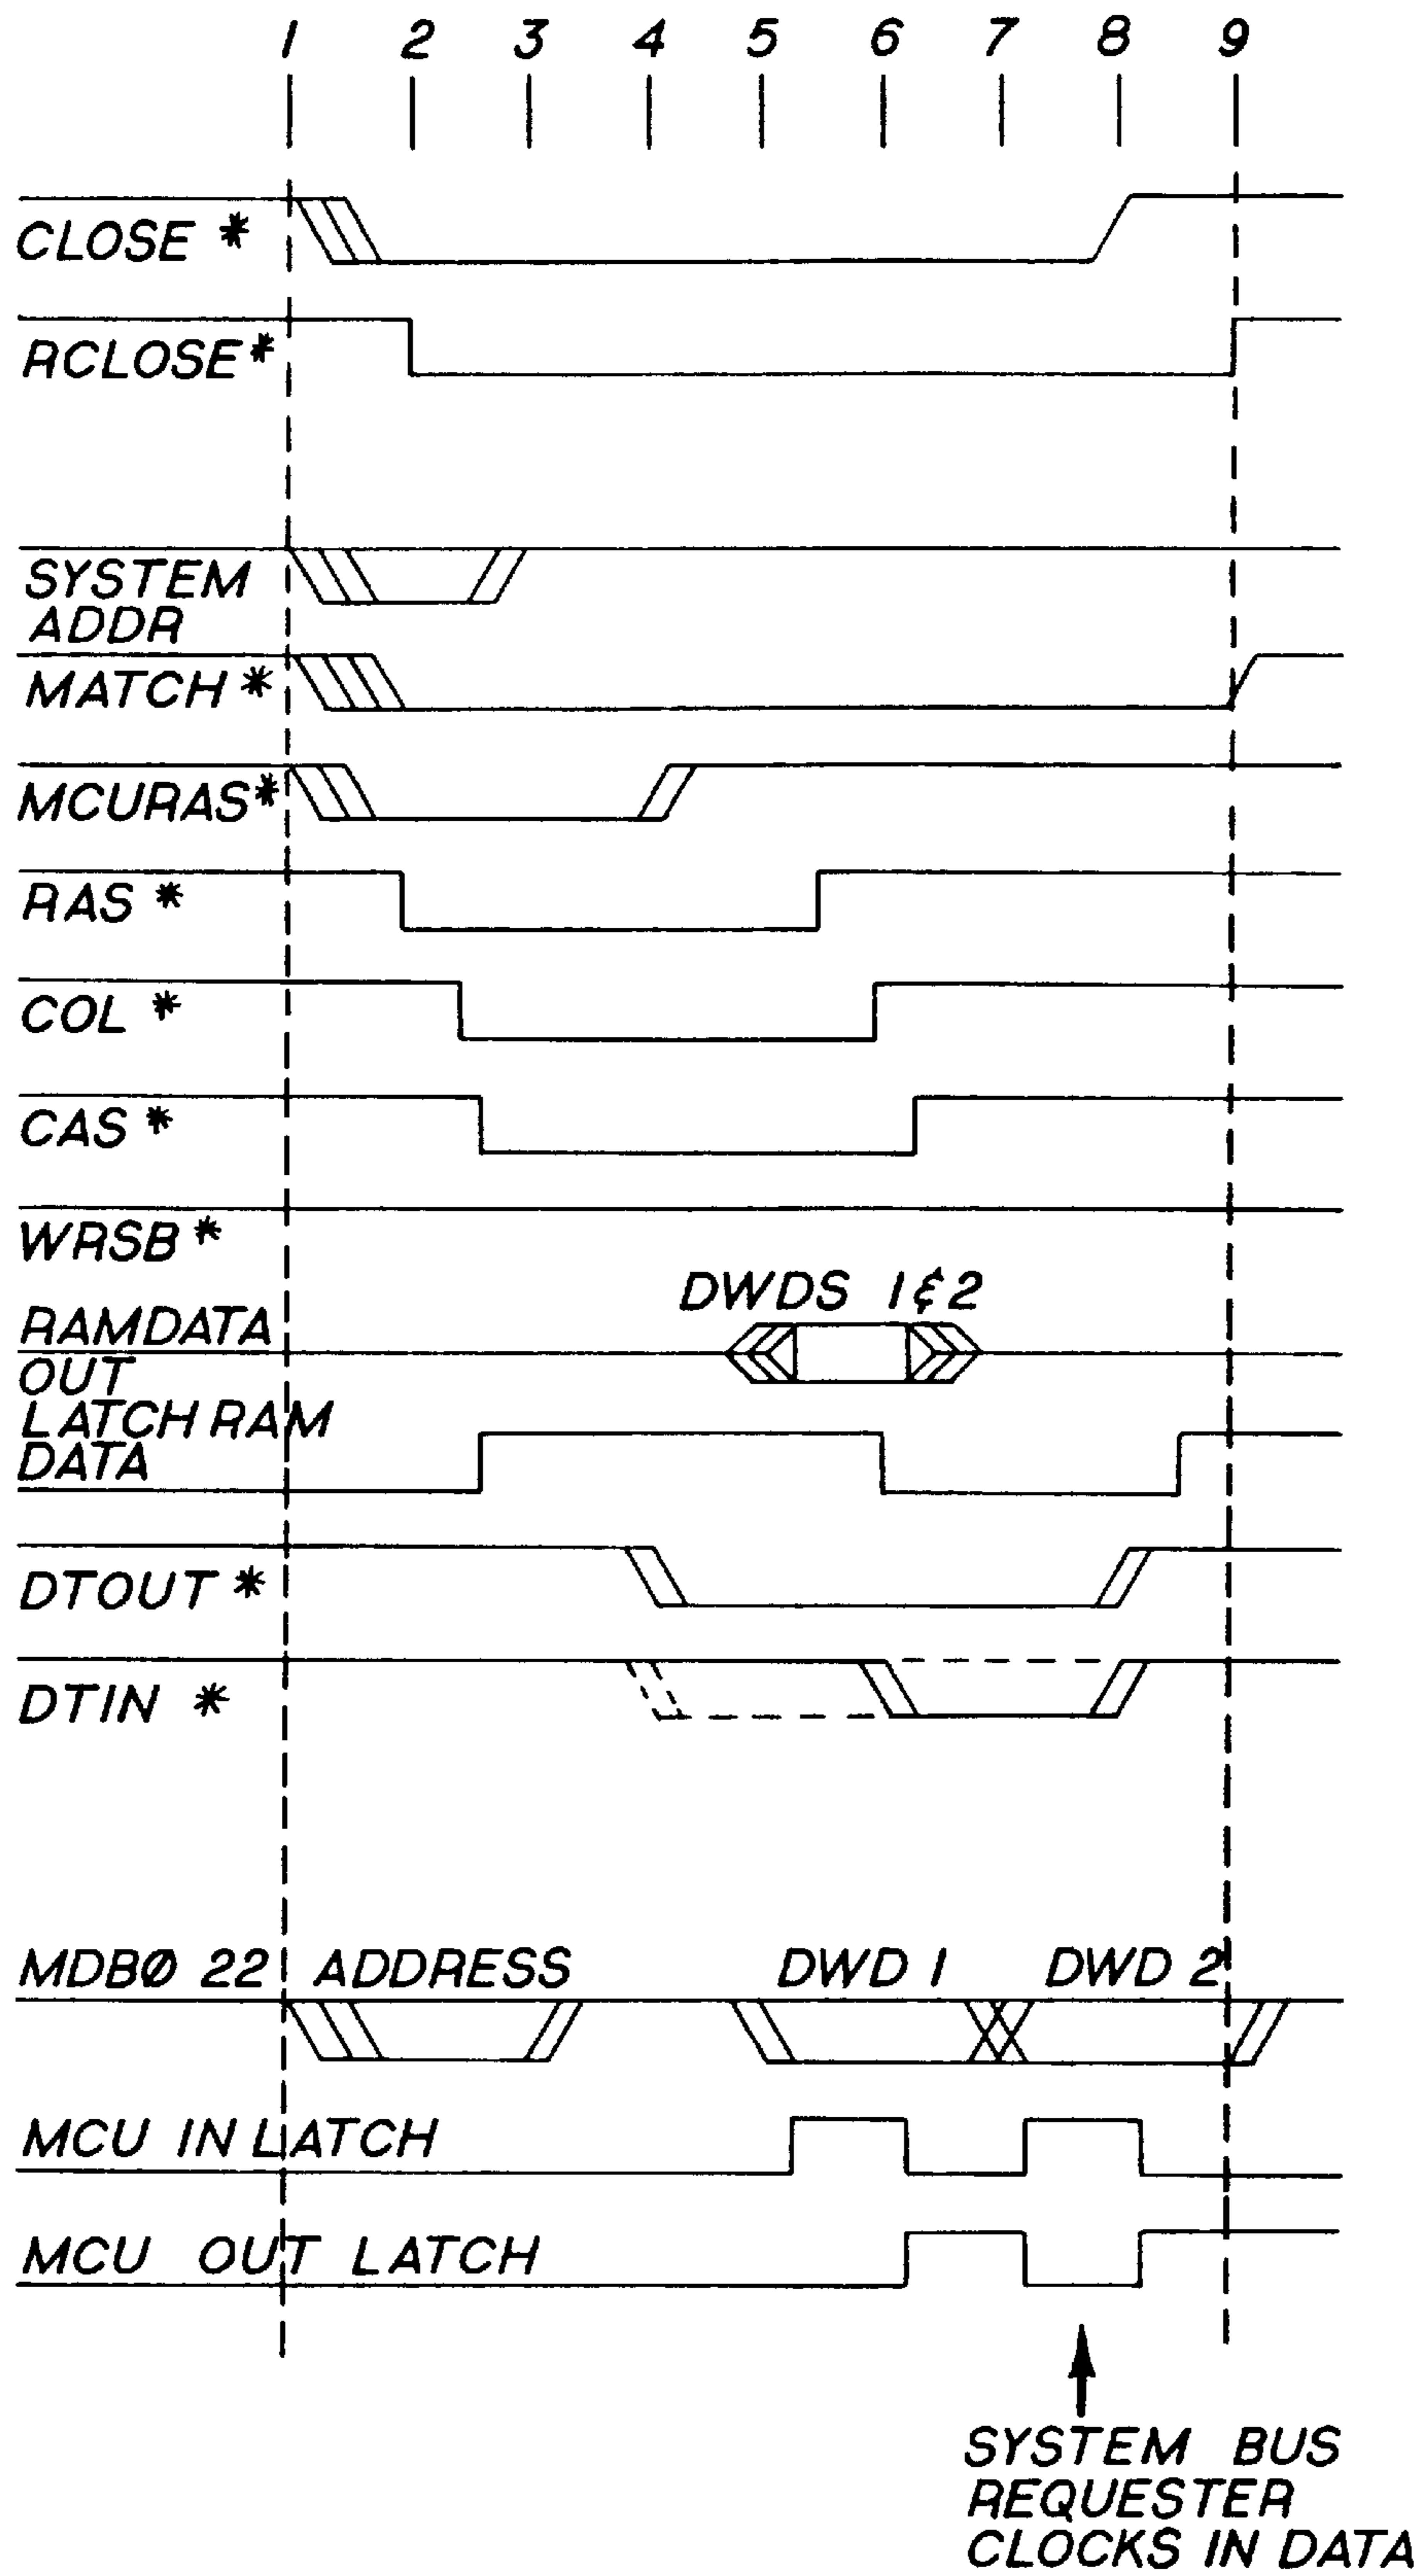 1 2 3 4 5 6 7 8 9
CLOSE *
RCLOSE*
SYSTEM
ADDR
MATCH *
MCURAS*
RAS *
COL *
CAS *
WRSB *
DWDS 1&2
RAMDATA
OUT
LATCH RAM
DATA
DTOUT *
DTIN *
MDBØ 22 ADDRESS DWD 1 DWD 2
MCU IN LATCH
MCU OUT LATCH
SYSTEM BUS
REQUESTER
CLOCKS IN DATA